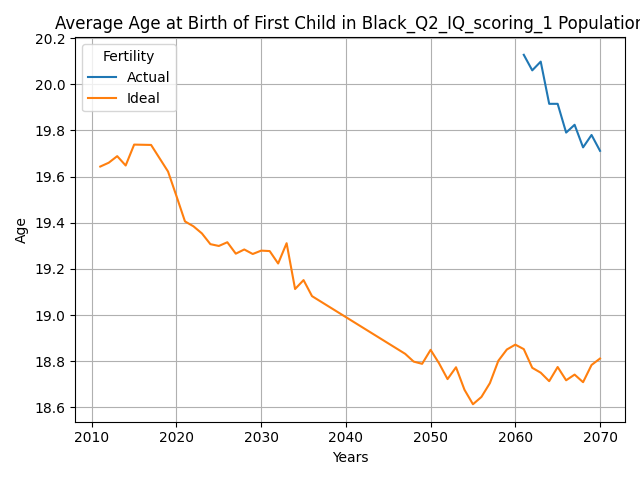 Average Age at Birth of First Child in Black_Q2_IQ_scoring_1 Population
Fertility
Actual
Ideal
20.2
20.0
19.8
19.6
19.4
19.2
19.0
18.8
18.6
Age
2010 2020 2030 2040 2050 2060 2070
Years